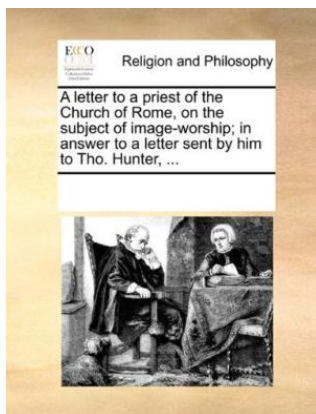 ECCO
Religion and Philosophy
A letter to a priest of the
Church of Rome, on the
subject of image-worship; in
answer to a letter sent by him
to Tho. Hunter, ...